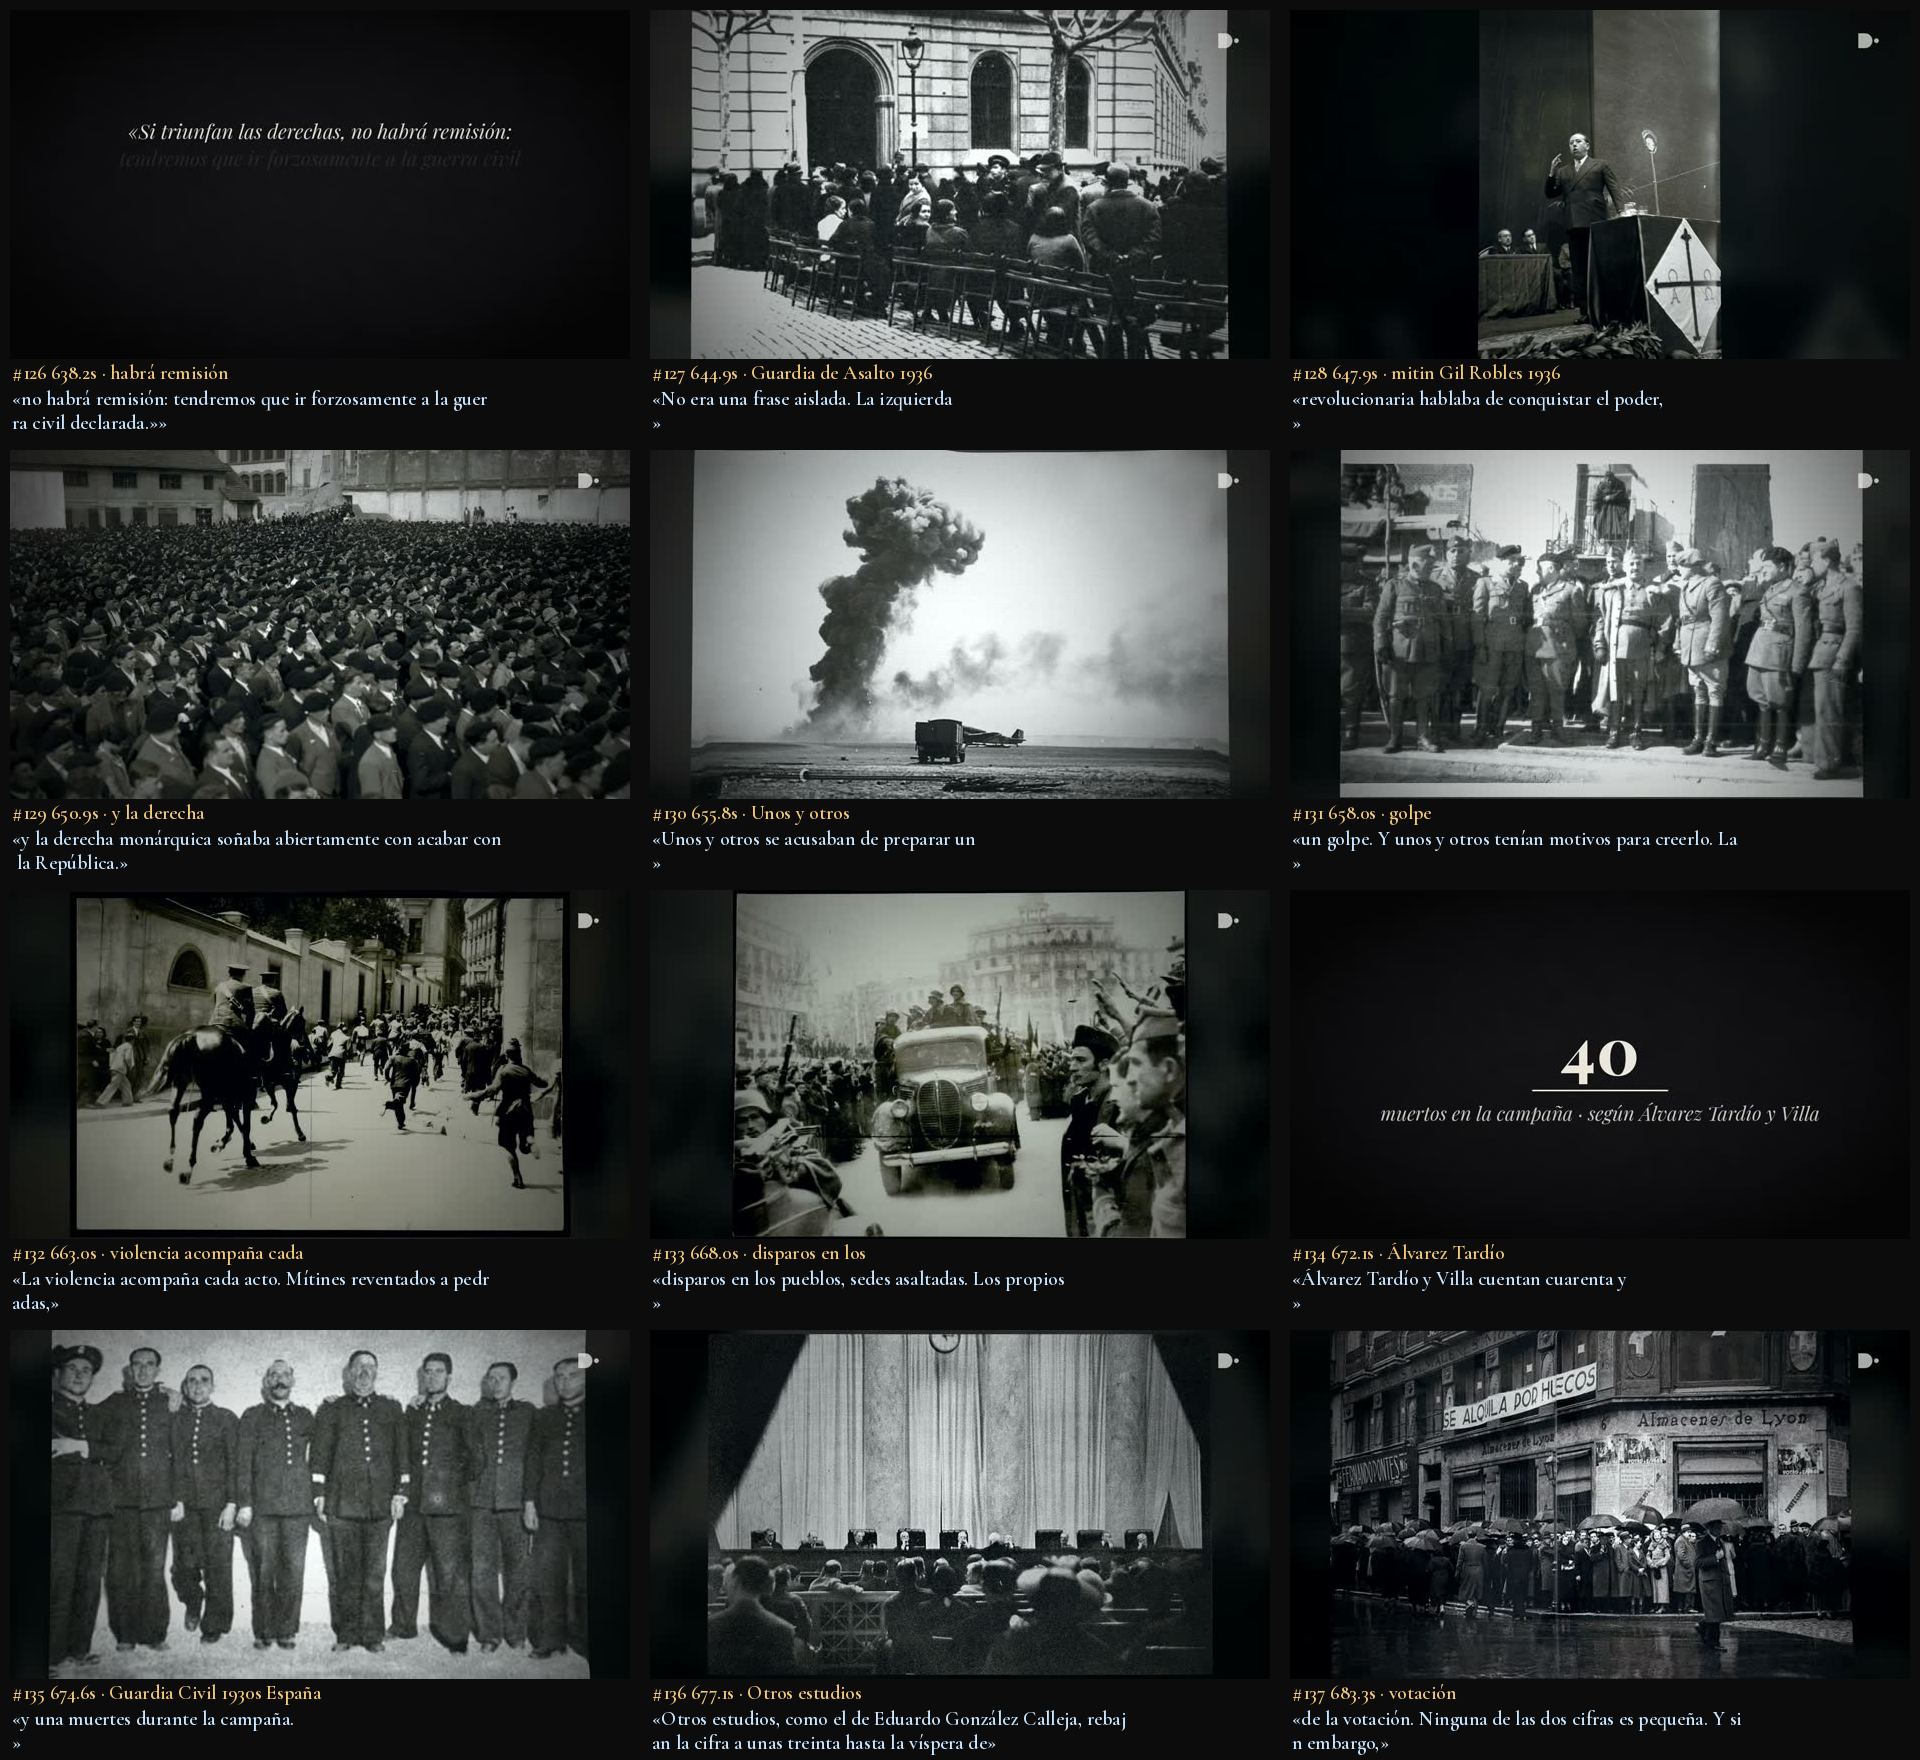 «Si triunfan las derechas, no habrá remisión:
tendremos que ir forzosamente a la guerra civil
#126 638.2s · habrá remisión
«no habrá remisión: tendremos que ir forzosamente a la guer
ra civil declarada.»»
#127 644.9s · Guardia de Asalto 1936
«No era una frase aislada. La izquierda
»
#128 647.9s · mitin Gil Robles 1936
«revolucionaria hablaba de conquistar el poder,
»
#129 650.9s · y la derecha
«y la derecha monárquica soñaba abiertamente con acabar con
la República.»
#130 655.8s · Unos y otros
«Unos y otros se acusaban de preparar un
»
#131 658.0s · golpe
«un golpe. Y unos y otros tenían motivos para creerlo. La
»
#132 663.0s · violencia acompaña cada
«La violencia acompaña cada acto. Mítines reventados a pedr
adas,»
#133 668.0s · disparos en los
«disparos en los pueblos, sedes asaltadas. Los propios
»
40
muertos en la campaña · según Álvarez Tardío y Villa
#134 672.1s · Álvarez Tardío
«Álvarez Tardío y Villa cuentan cuarenta y
»
#135 674.6s · Guardia Civil 1930s España
«y una muertes durante la campaña.
»
#136 677.1s · Otros estudios
«Otros estudios, como el de Eduardo González Calleja, rebaj
an la cifra a unas treinta hasta la víspera de»
SE ALQUILA POR HUECOS
Almacenes de Lyon
Almacenes de Lyon
#137 683.3s · votación
«de la votación. Ninguna de las dos cifras es pequeña. Y si
n embargo,»